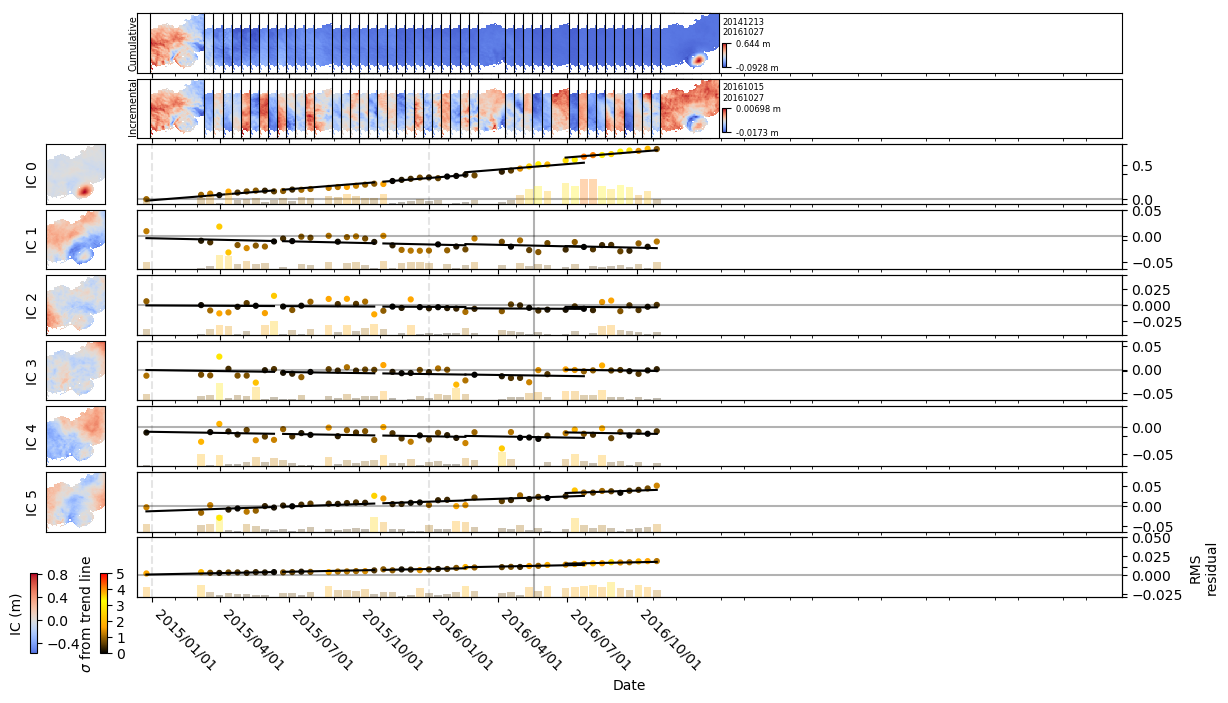 Cumulative
20141213
20161027
0.644 m
-0.0928 m
Incremental
20161015
20161027
0.00698 m
-0.0173 m
IC 0
0.5
0.0
IC 1
0.05
0.00
−0.05
IC 2
0.025
0.000
−0.025
IC 3
0.05
0.00
−0.05
IC 4
0.00
−0.05
IC 5
0.05
0.00
−0.05
0.050
0.025
0.000
−0.025
RMS
residual
IC (m)
0.8
0.4
0.0
−0.4
σ from trend line
5
4
3
2
1
0
2015/01/01
2015/04/01
2015/07/01
2015/10/01
2016/01/01
2016/04/01
2016/07/01
2016/10/01
Date